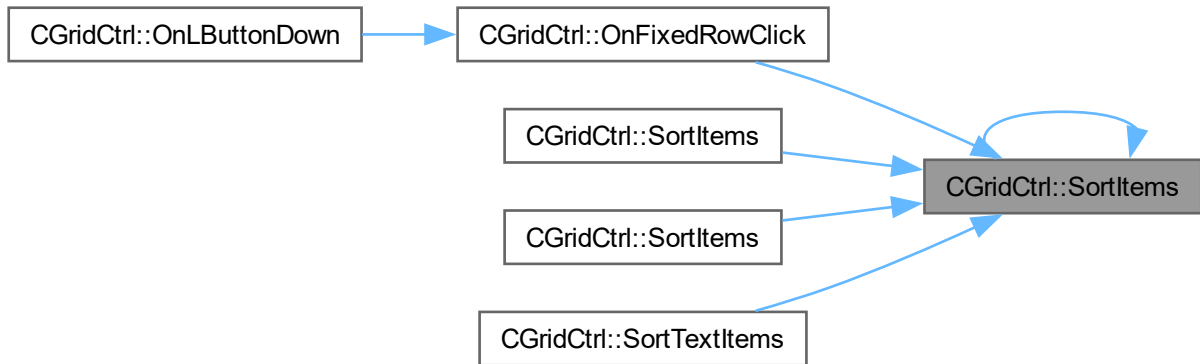 CGridCtrl::OnLButtonDown
CGridCtrl::OnFixedRowClick
CGridCtrl::SortItems
CGridCtrl::SortItems
CGridCtrl::SortItems
CGridCtrl::SortTextItems